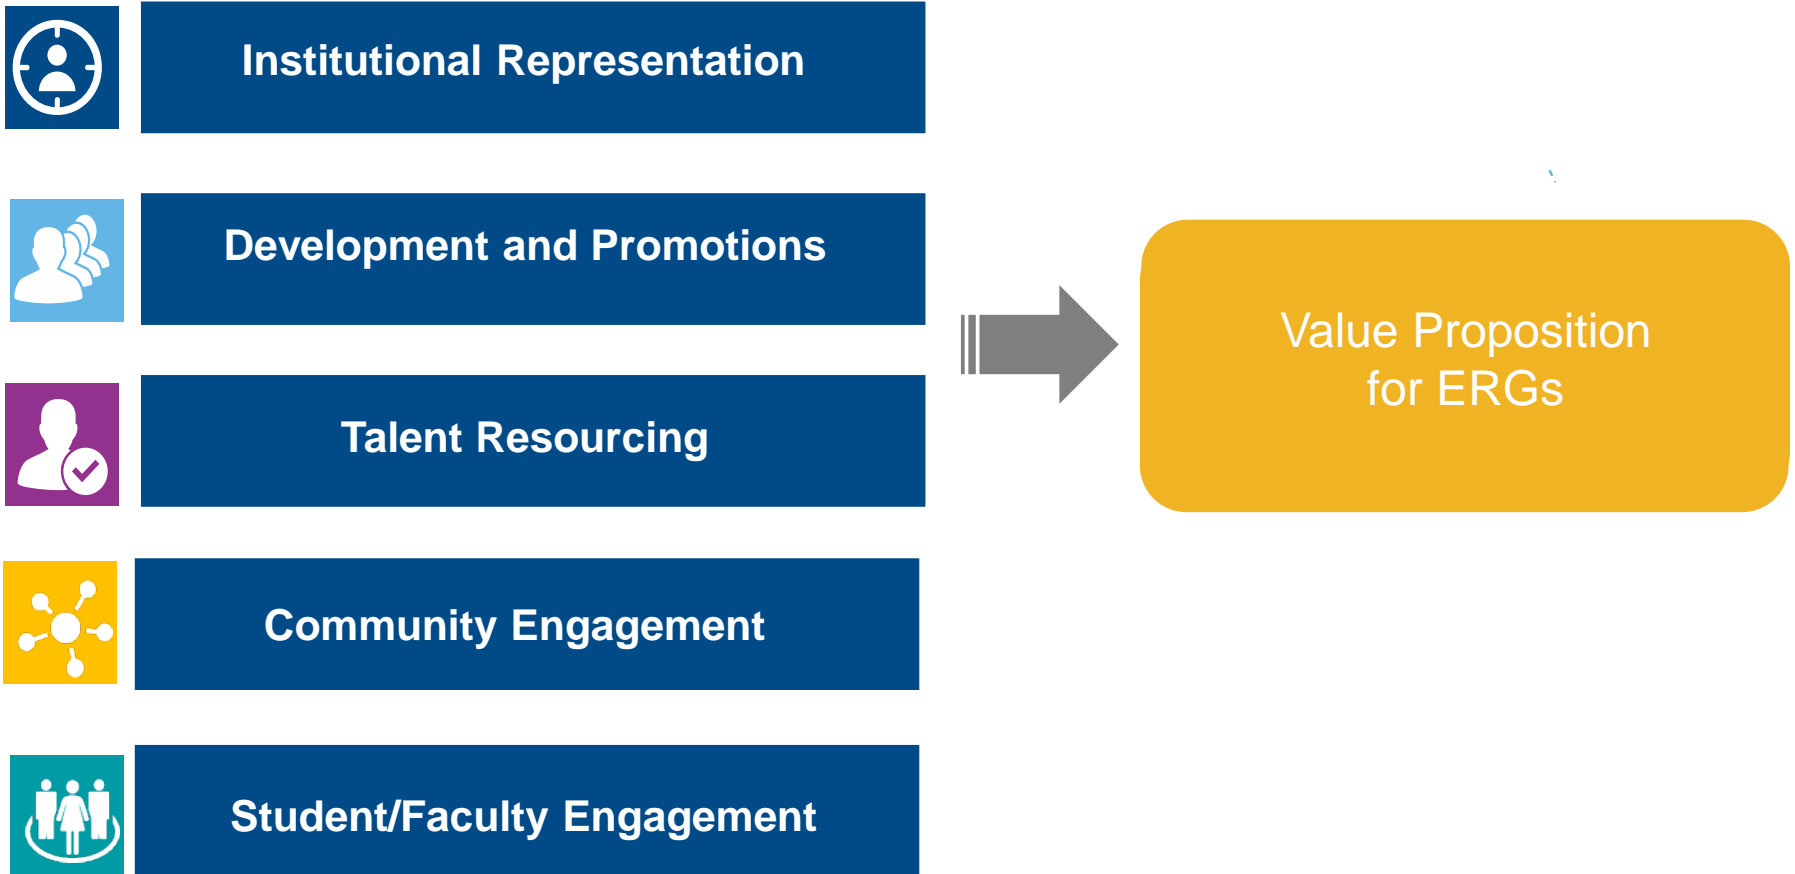 Institutional Representation
Development and Promotions
Talent Resourcing
Community Engagement
Student/Faculty Engagement
Value Proposition
for ERGs